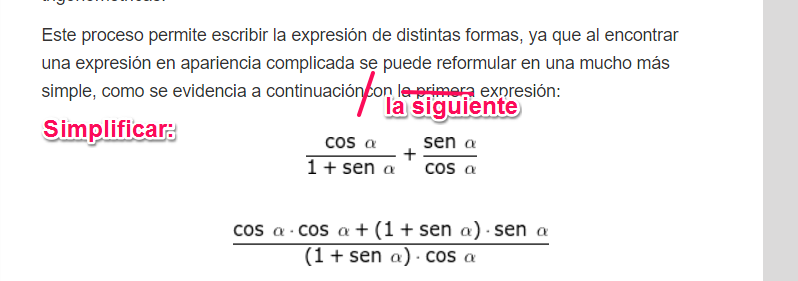 Este proceso permite escribir la expresión de distintas formas, ya que al encontrar
una expresión en apariencia complicada se puede reformular en una mucho más
simple, como se evidencia a continuación con la primera expresión:
la siguiente
Simplificar:
cos α / 1 + sen α + sen α / cos α
cos α · cos α + (1 + sen α) · sen α
(1 + sen α) · cos α